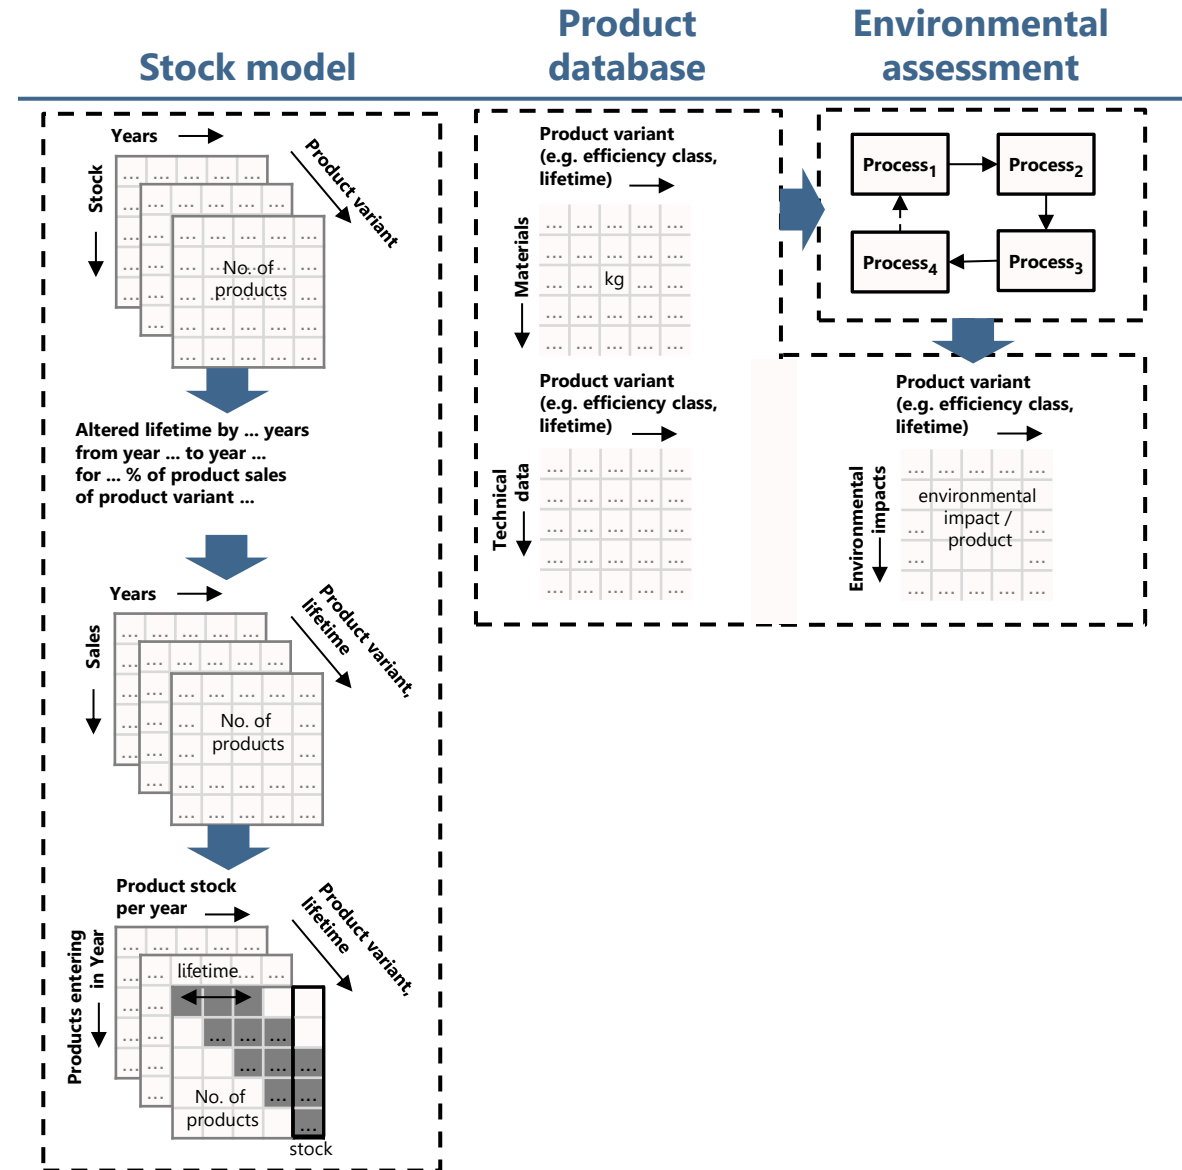 Stock model
Product
database
Environmental
assessment
Years
Stock
Product variant
No. of
products
Altered lifetime by ... years
from year ... to year ...
for ... % of product sales
of product variant ...
Years
Sales
Product variant,
lifetime
No. of
products
Product stock
per year
Products entering
in Year
Product variant,
lifetime
lifetime
No. of
products
stock
Product variant
(e.g. efficiency class,
lifetime)
Materials
kg
Product variant
(e.g. efficiency class,
lifetime)
Technical
data
Process1
Process2
Process4
Process3
Product variant
(e.g. efficiency class,
lifetime)
Environmental
impacts
environmental
impact /
product